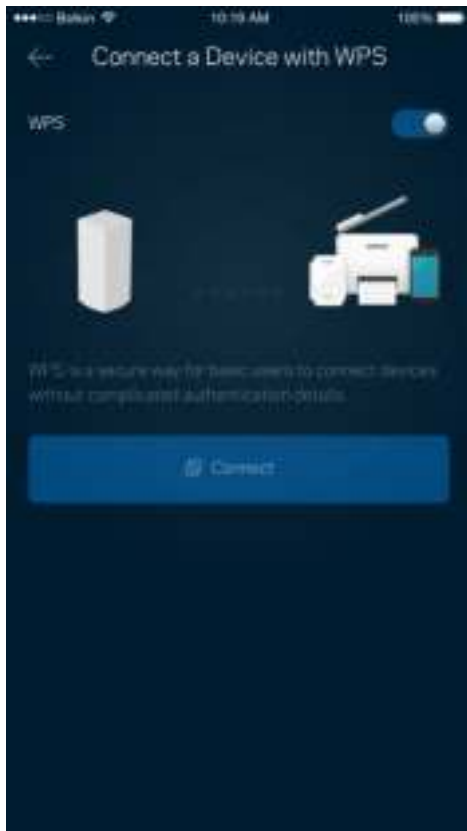 Belkin 10:19 AM 100%
Connect a Device with WPS
WPS
WPS is a secure way for basic users to connect devices
without complicated authentication details.
Connect